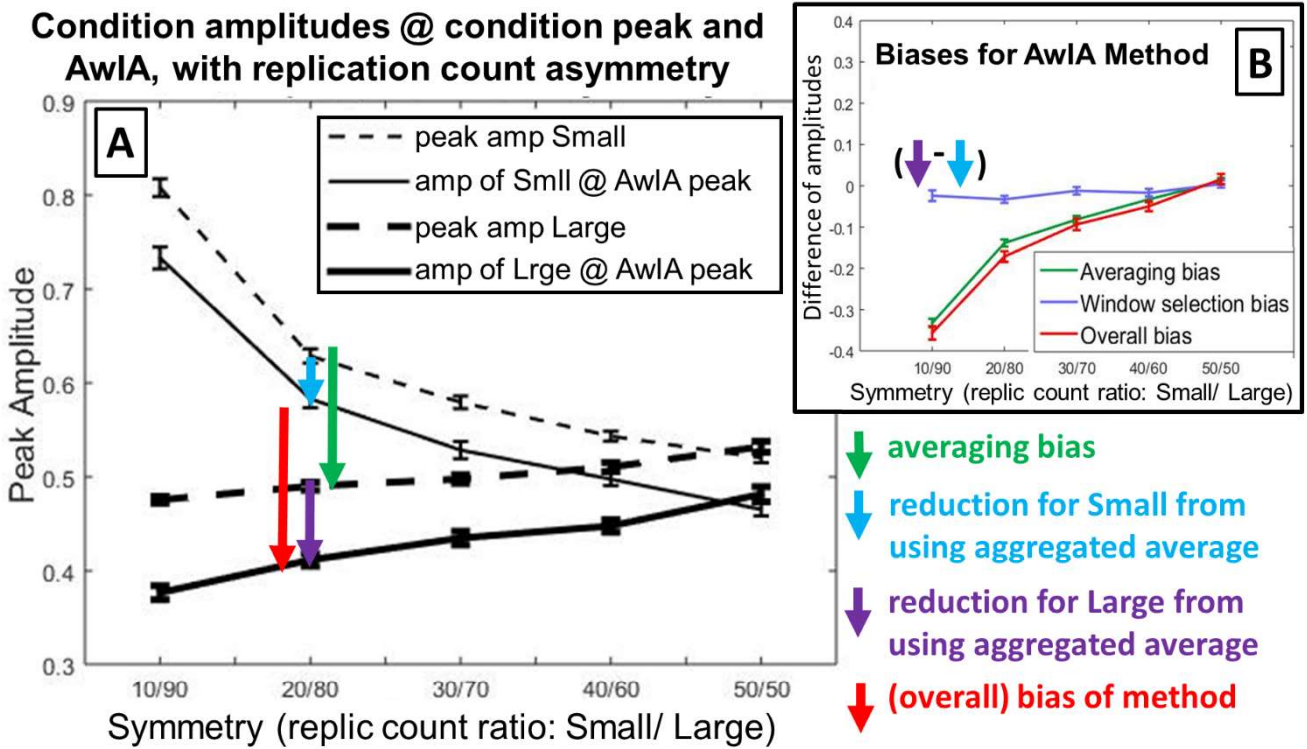 Condition amplitudes @ condition peak and
AwIA, with replication count asymmetry
A
peak amp Small
amp of Smll @ AwIA peak
peak amp Large
amp of Lrge @ AwIA peak
Peak Amplitude
0.9
0.8
0.7
0.6
0.5
0.4
0.3
10/90
20/80
30/70
40/60
50/50
Symmetry (replic count ratio: Small/ Large)
Biases for AwIA Method
B
( - )
Difference of amplitudes
0.4
0.3
0.2
0.1
0
-0.1
-0.2
-0.3
-0.4
Averaging bias
Window selection bias
Overall bias
10/90
20/80
30/70
40/60
50/50
Symmetry (replic count ratio: Small/ Large)
averaging bias
reduction for Small from
using aggregated average
reduction for Large from
using aggregated average
(overall) bias of method